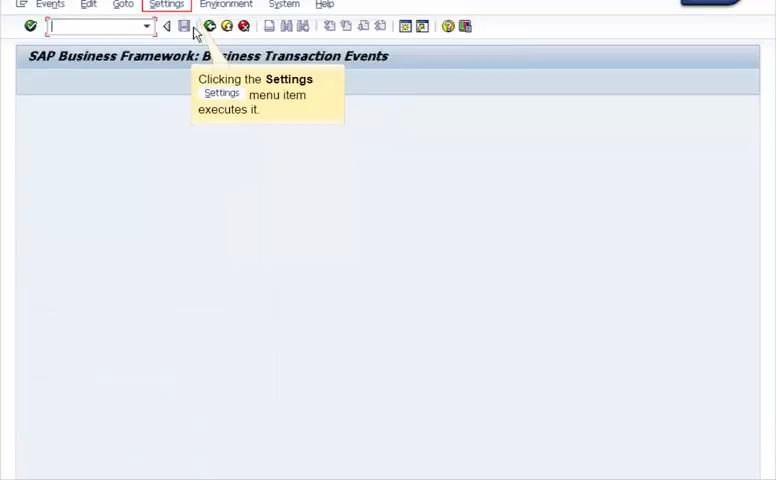 Events Edit Goto Settings Environment System Help
SAP Business Framework: Business Transaction Events
Clicking the Settings
Settings menu item
executes it.